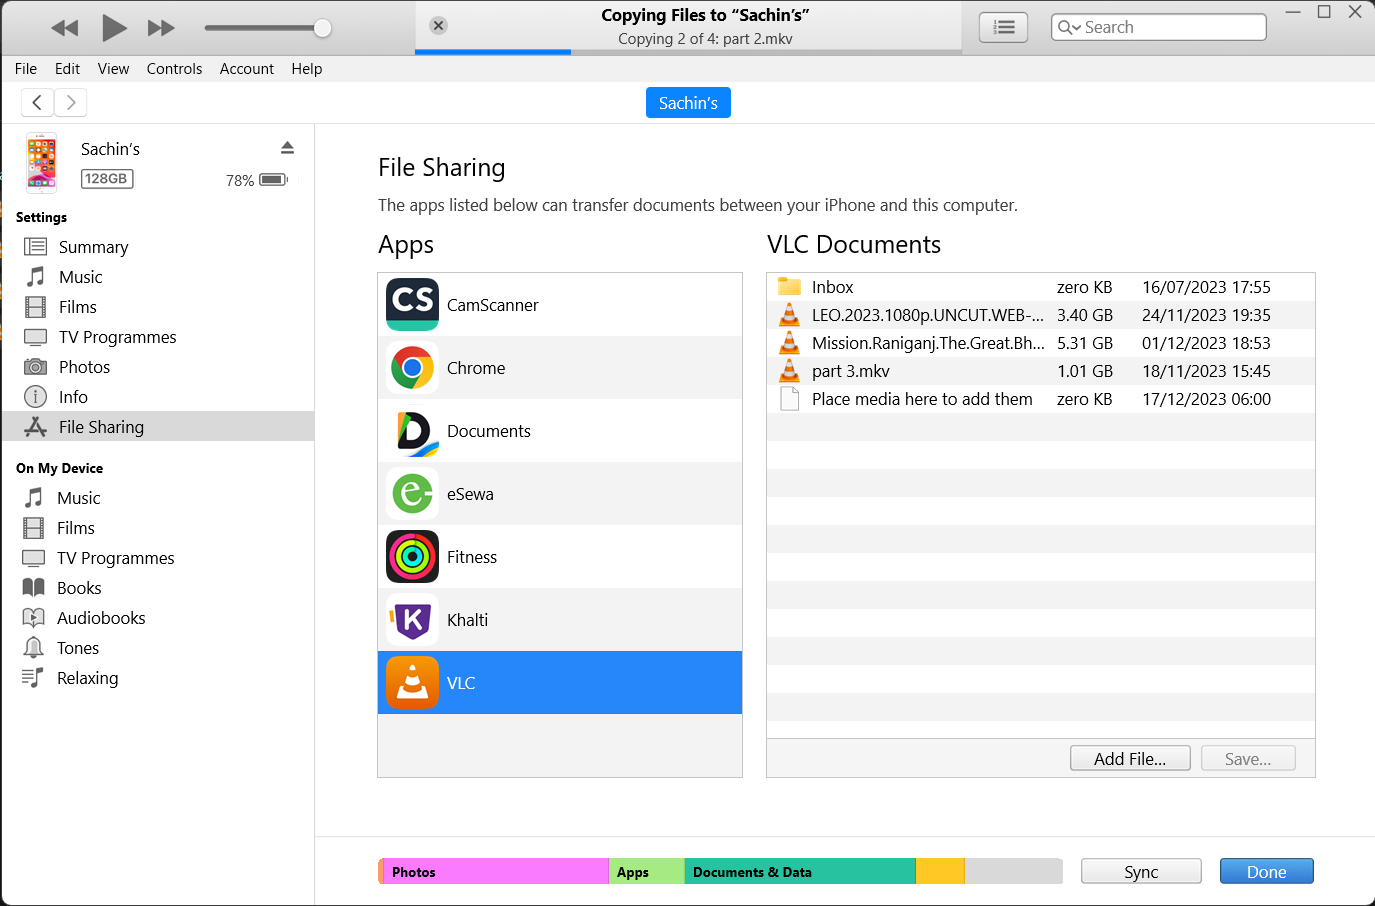 Copying Files to “Sachin’s”
Copying 2 of 4: part 2.mkv
Search
File Edit View Controls Account Help
Sachin’s
Sachin’s
128GB
78%
Settings
Summary
Music
Films
TV Programmes
Photos
Info
File Sharing
On My Device
Music
Films
TV Programmes
Books
Audiobooks
Tones
Relaxing
File Sharing
The apps listed below can transfer documents between your iPhone and this computer.
Apps
CS CamScanner
Chrome
D Documents
e eSewa
Fitness
K Khalti
VLC
VLC Documents
Inbox zero KB 16/07/2023 17:55
LEO.2023.1080p.UNCUT.WEB-... 3.40 GB 24/11/2023 19:35
Mission.Raniganj.The.Great.Bh... 5.31 GB 01/12/2023 18:53
part 3.mkv 1.01 GB 18/11/2023 15:45
Place media here to add them zero KB 17/12/2023 06:00
Add File... Save...
Photos Apps Documents & Data Sync Done